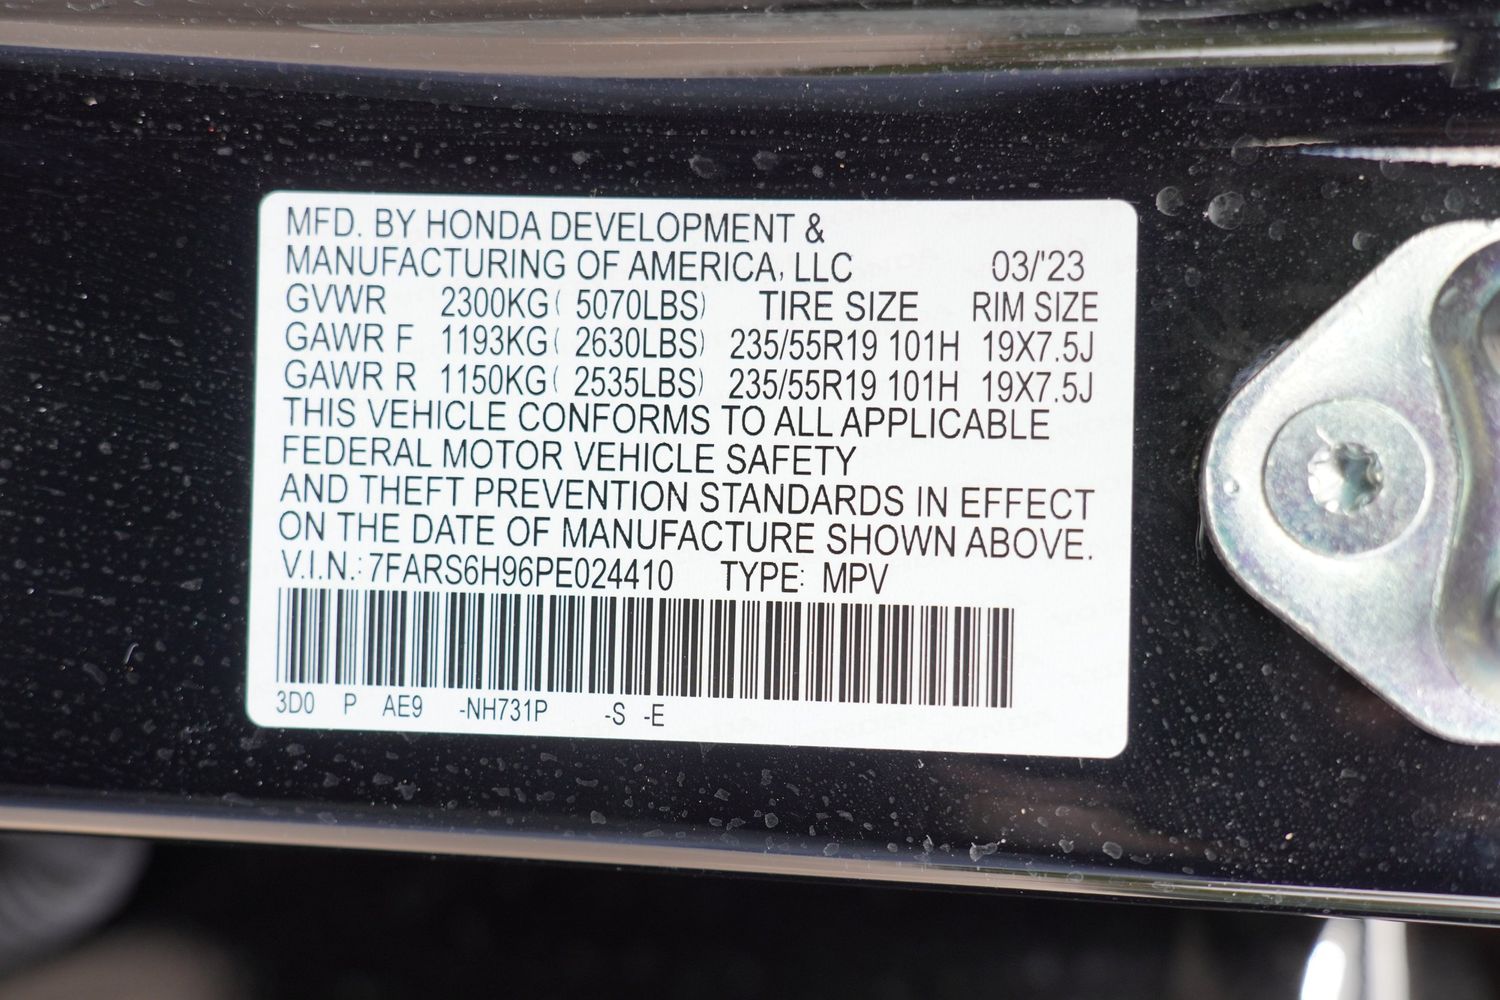 MFD. BY HONDA DEVELOPMENT &
MANUFACTURING OF AMERICA, LLC 03/'23
GVWR 2300KG( 5070LBS) TIRE SIZE RIM SIZE
GAWR F 1193KG( 2630LBS) 235/55R19 101H 19X7.5J
GAWR R 1150KG( 2535LBS) 235/55R19 101H 19X7.5J
THIS VEHICLE CONFORMS TO ALL APPLICABLE
FEDERAL MOTOR VEHICLE SAFETY
AND THEFT PREVENTION STANDARDS IN EFFECT
ON THE DATE OF MANUFACTURE SHOWN ABOVE.
V.I.N.: 7FARS6H96PE024410 TYPE: MPV
3D0 P AE9 -NH731P -S -E